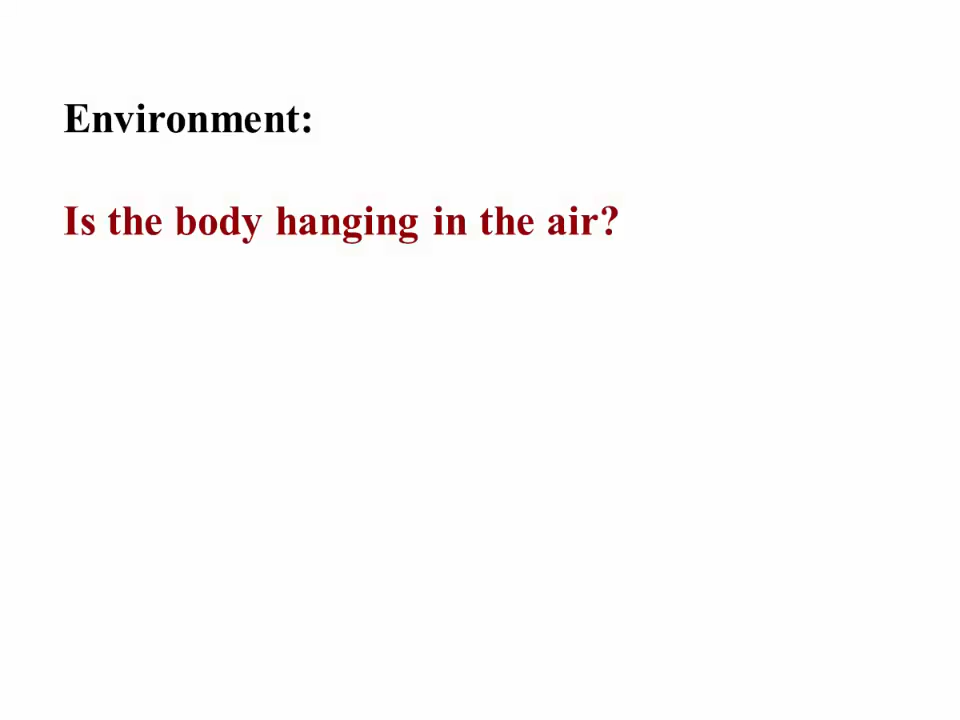 Environment:
Is the body hanging in the air?